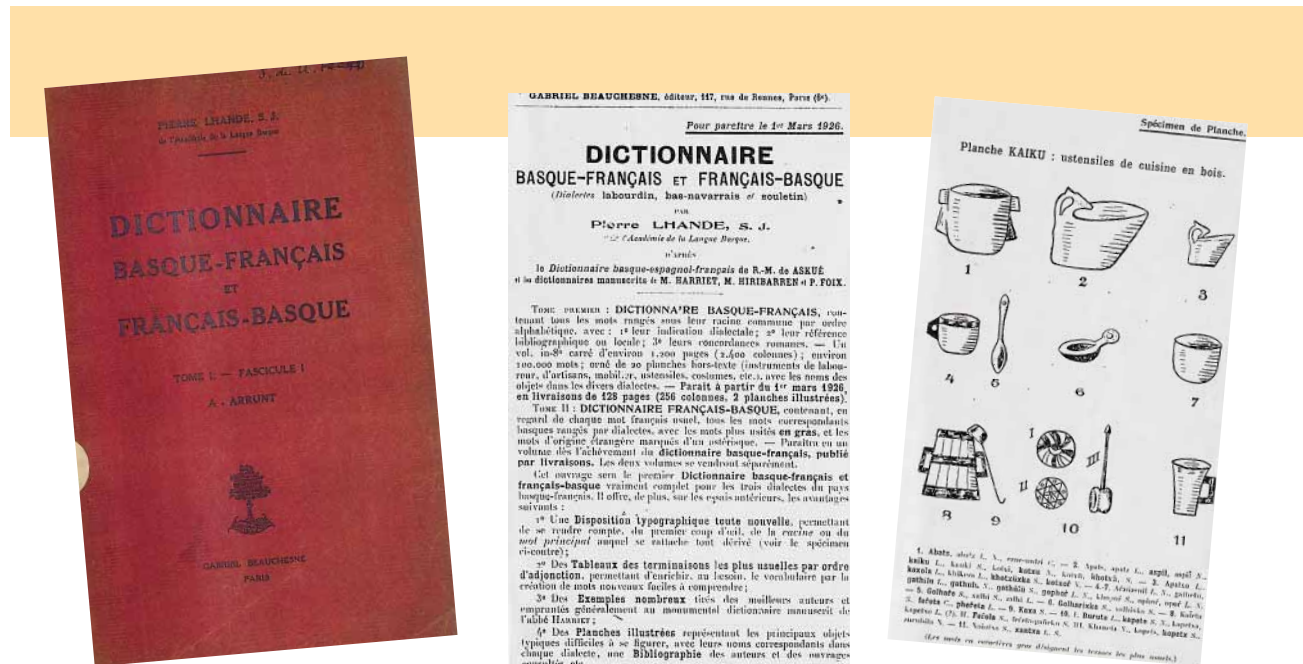 PIERRE LHANDE, S. J.
de l'Académie de la Langue Basque
DICTIONNAIRE
BASQUE-FRANÇAIS
ET
FRANÇAIS-BASQUE
TOME I. — FASCICULE I
A - ARRUNT
GABRIEL BEAUCHESNE
PARIS
GABRIEL BEAUCHESNE, éditeur, 117, rue de Rennes, Paris (6ᵉ).
Pour paraître le 1ᵉʳ Mars 1926.
DICTIONNAIRE
BASQUE-FRANÇAIS ET FRANÇAIS-BASQUE
(Dialectes labourdin, bas-navarrais et souletin)
PAR
Pierre LHANDE, S. J.
de l'Académie de la Langue Basque.
D'APRÈS
le Dictionnaire basque-espagnol-français de R.-M. de ASKUÉ
et les dictionnaires manuscrits de M. HARRIET, M. HIRIBARREN et P. FOIX.
TOME PREMIER : DICTIONNAIRE BASQUE-FRANÇAIS, con-
tenant tous les mots rangés sous leur racine commune par ordre
alphabétique, avec : 1° leur indication dialectale; 2° leur référence
bibliographique ou locale; 3° leurs concordances romanes. — Un
vol. in-8° carré d'environ 1.200 pages (2.400 colonnes); environ
100.000 mots; orné de 20 planches hors-texte (instruments de labou-
reur, d'artisans, mobilier, ustensiles, costumes, etc.), avec les noms des
objets dans les divers dialectes. — Paraît à partir du 1ᵉʳ mars 1926,
en livraisons de 128 pages (256 colonnes, 2 planches illustrées).
TOME II : DICTIONNAIRE FRANÇAIS-BASQUE, contenant, en
regard de chaque mot français usuel, tous les mots correspondants
basques rangés par dialectes, avec les mots plus usités en gras, et les
mots d'origine étrangère marqués d'un astérisque. — Paraîtra en un
volume dès l'achèvement du dictionnaire basque-français, publié
par livraisons. Les deux volumes se vendront séparément.
Cet ouvrage sera le premier Dictionnaire basque-français et
français-basque vraiment complet pour les trois dialectes du pays
basque-français. Il offre, de plus, sur les essais antérieurs, les avantages
suivants :
1° Une Disposition typographique toute nouvelle, permettant
de se rendre compte, du premier coup d'œil, de la racine ou du
mot principal auquel se rattache tout dérivé (voir le spécimen
ci-contre);
2° Des Tableaux des terminaisons les plus usuelles par ordre
d'adjonction, permettant d'enrichir, au besoin, le vocabulaire par la
création de mots nouveaux faciles à comprendre;
3° Des Exemples nombreux tirés des meilleurs auteurs et
empruntés généralement au monumental dictionnaire manuscrit de
l'abbé HARRIET;
4° Des Planches illustrées représentant les principaux objets
typiques difficiles à se figurer, avec leurs noms correspondants dans
chaque dialecte, une Bibliographie des auteurs et des ouvrages
consultés, etc.
Spécimen de Planche.
Planche KAIKU : ustensiles de cuisine en bois.
1
2
3
4
5
6
7
8
9
I
II
III
10
11
1. Abatz,
kaiku
(Les mots en caractères gras désignent les termes les plus usuels.)